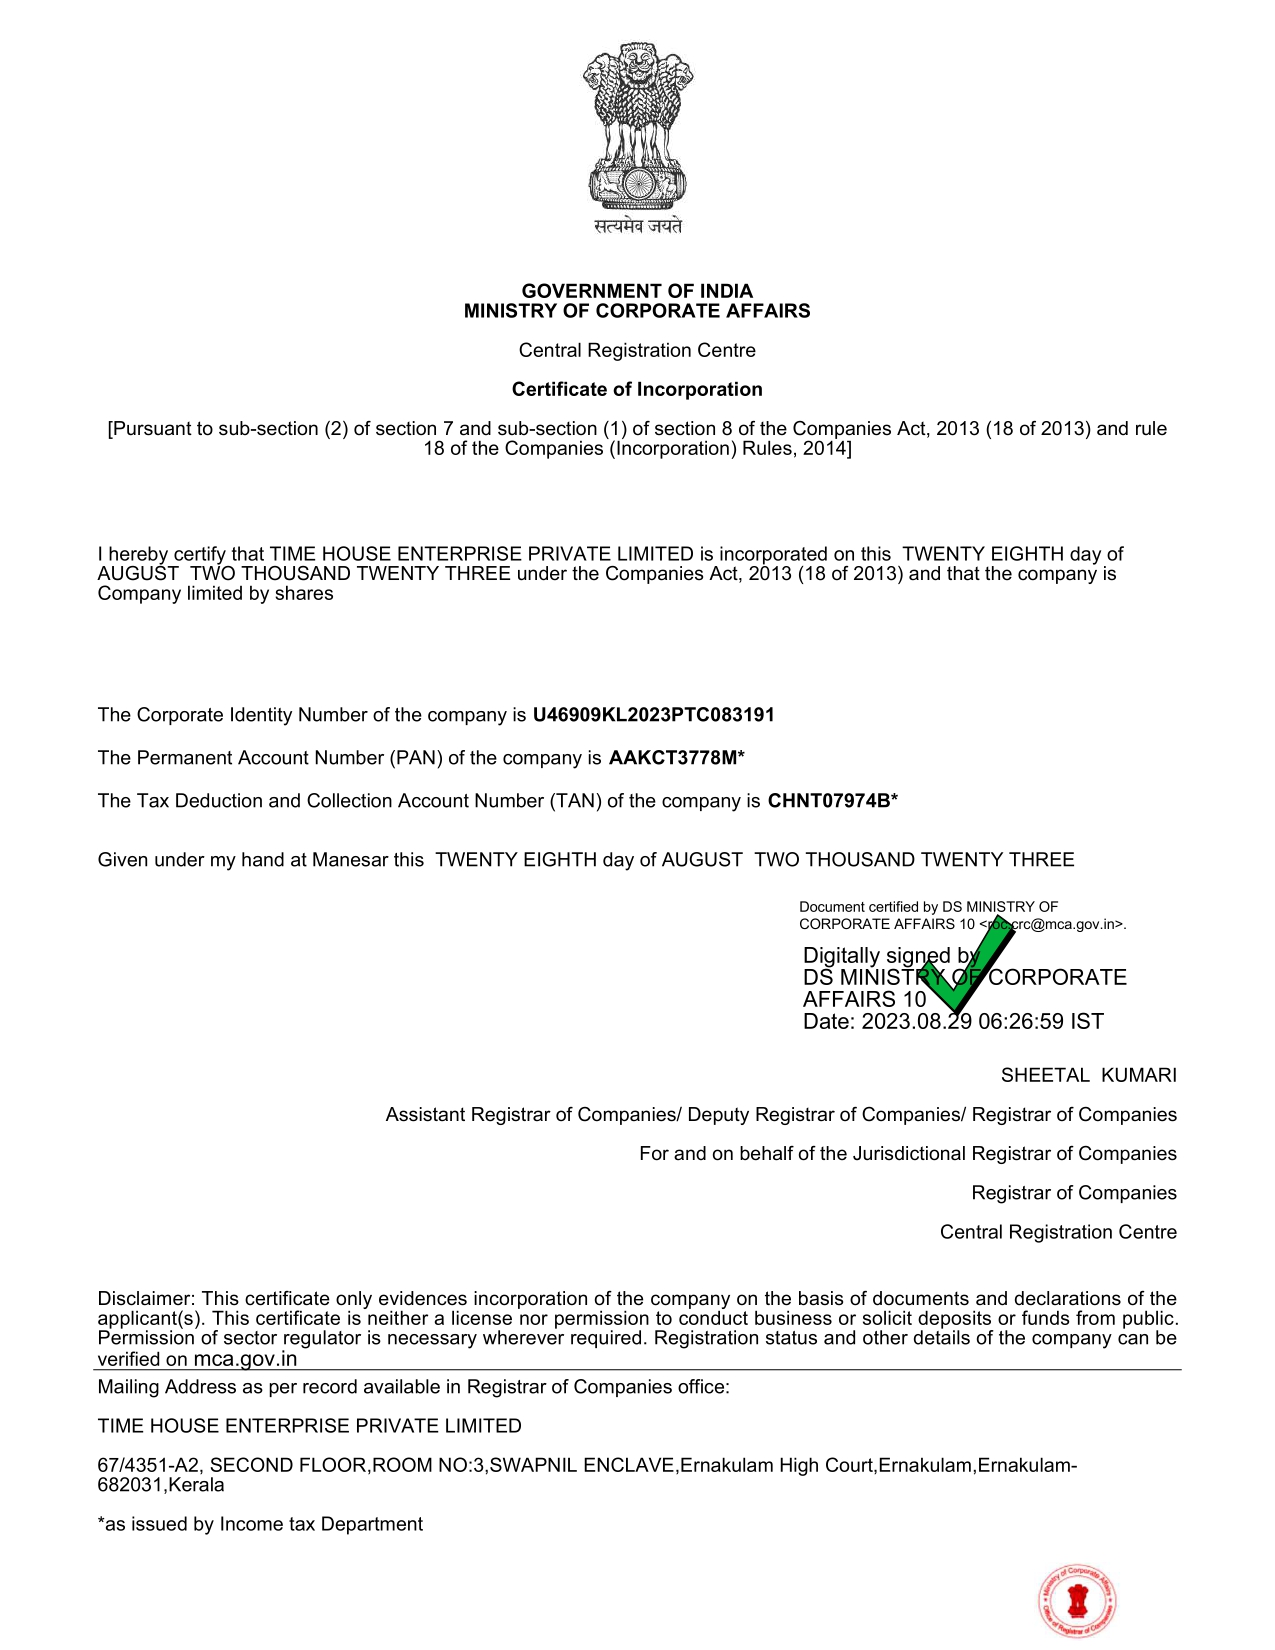 सत्यमेव जयते
GOVERNMENT OF INDIA
MINISTRY OF CORPORATE AFFAIRS
Central Registration Centre
Certificate of Incorporation
[Pursuant to sub-section (2) of section 7 and sub-section (1) of section 8 of the Companies Act, 2013 (18 of 2013) and rule
18 of the Companies (Incorporation) Rules, 2014]
I hereby certify that TIME HOUSE ENTERPRISE PRIVATE LIMITED is incorporated on this  TWENTY EIGHTH day of
AUGUST  TWO THOUSAND TWENTY THREE under the Companies Act, 2013 (18 of 2013) and that the company is
Company limited by shares
The Corporate Identity Number of the company is U46909KL2023PTC083191
The Permanent Account Number (PAN) of the company is AAKCT3778M*
The Tax Deduction and Collection Account Number (TAN) of the company is CHNT07974B*
Given under my hand at Manesar this  TWENTY EIGHTH day of AUGUST  TWO THOUSAND TWENTY THREE
Document certified by DS MINISTRY OF
CORPORATE AFFAIRS 10 <roc.crc@mca.gov.in>.
Digitally signed by
DS MINISTRY OF CORPORATE
AFFAIRS 10
Date: 2023.08.29 06:26:59 IST
SHEETAL  KUMARI
Assistant Registrar of Companies/ Deputy Registrar of Companies/ Registrar of Companies
For and on behalf of the Jurisdictional Registrar of Companies
Registrar of Companies
Central Registration Centre
Disclaimer: This certificate only evidences incorporation of the company on the basis of documents and declarations of the
applicant(s). This certificate is neither a license nor permission to conduct business or solicit deposits or funds from public.
Permission of sector regulator is necessary wherever required. Registration status and other details of the company can be
verified on mca.gov.in
Mailing Address as per record available in Registrar of Companies office:
TIME HOUSE ENTERPRISE PRIVATE LIMITED
67/4351-A2, SECOND FLOOR,ROOM NO:3,SWAPNIL ENCLAVE,Ernakulam High Court,Ernakulam,Ernakulam-
682031,Kerala
*as issued by Income tax Department
Ministry of Corporate Affairs
Office of Registrar of Companies